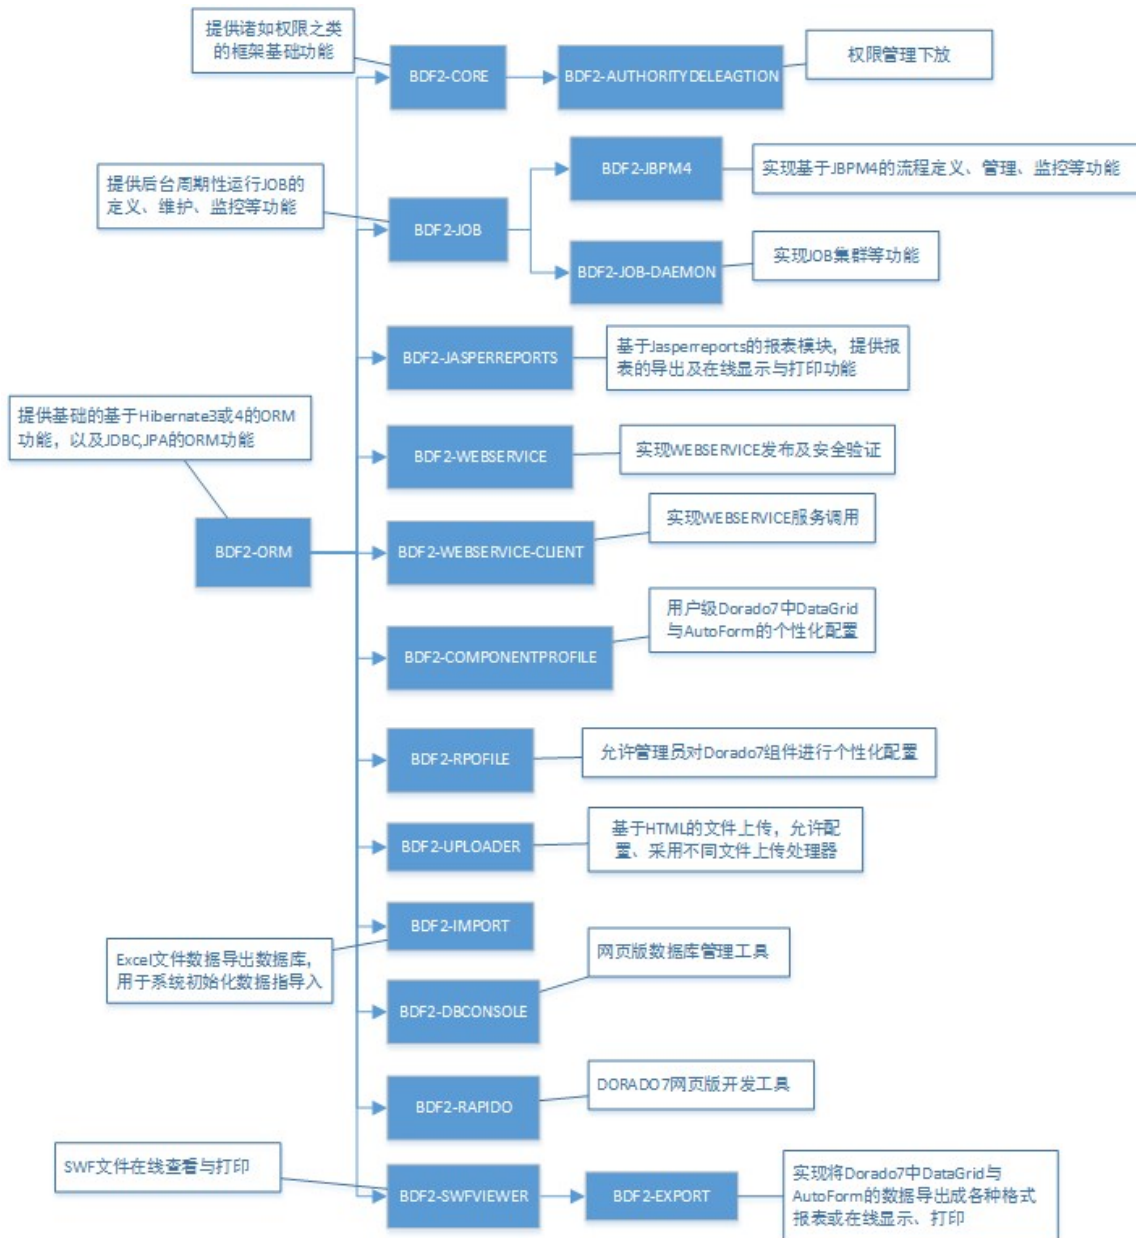 提供诸如权限之类
的框架基础功能
BDF2-CORE
BDF2-AUTHORITYDELEAGTION
权限管理下放
BDF2-JBPM4
实现基于JBPM4的流程定义、管理、监控等功能
提供后台周期性运行JOB的
定义、维护、监控等功能
BDF2-JOB
BDF2-JOB-DAEMON
实现JOB集群等功能
BDF2-JASPERREPORTS
基于Jasperreports的报表模块，提供报
表的导出及在线显示与打印功能
提供基础的基于Hibernate3或4的ORM
功能，以及JDBC,JPA的ORM功能
BDF2-WEBSERVICE
实现WEBSERVICE发布及安全验证
BDF2-ORM
BDF2-WEBSERVICE-CLIENT
实现WEBSERVICE服务调用
BDF2-COMPONENTPROFILE
用户级Dorado7中DataGrid
与AutoForm的个性化配置
BDF2-RPOFILE
允许管理员对Dorado7组件进行个性化配置
BDF2-UPLOADER
基于HTML的文件上传，允许配
置、采用不同文件上传处理器
BDF2-IMPORT
Excel文件数据导出数据库，
用于系统初始化数据指导入
BDF2-DBCONSOLE
网页版数据库管理工具
BDF2-RAPIDO
DORADO7网页版开发工具
SWF文件在线查看与打印
BDF2-SWFVIEWER
BDF2-EXPORT
实现将Dorado7中DataGrid与
AutoForm的数据导出成各种格式
报表或在线显示、打印